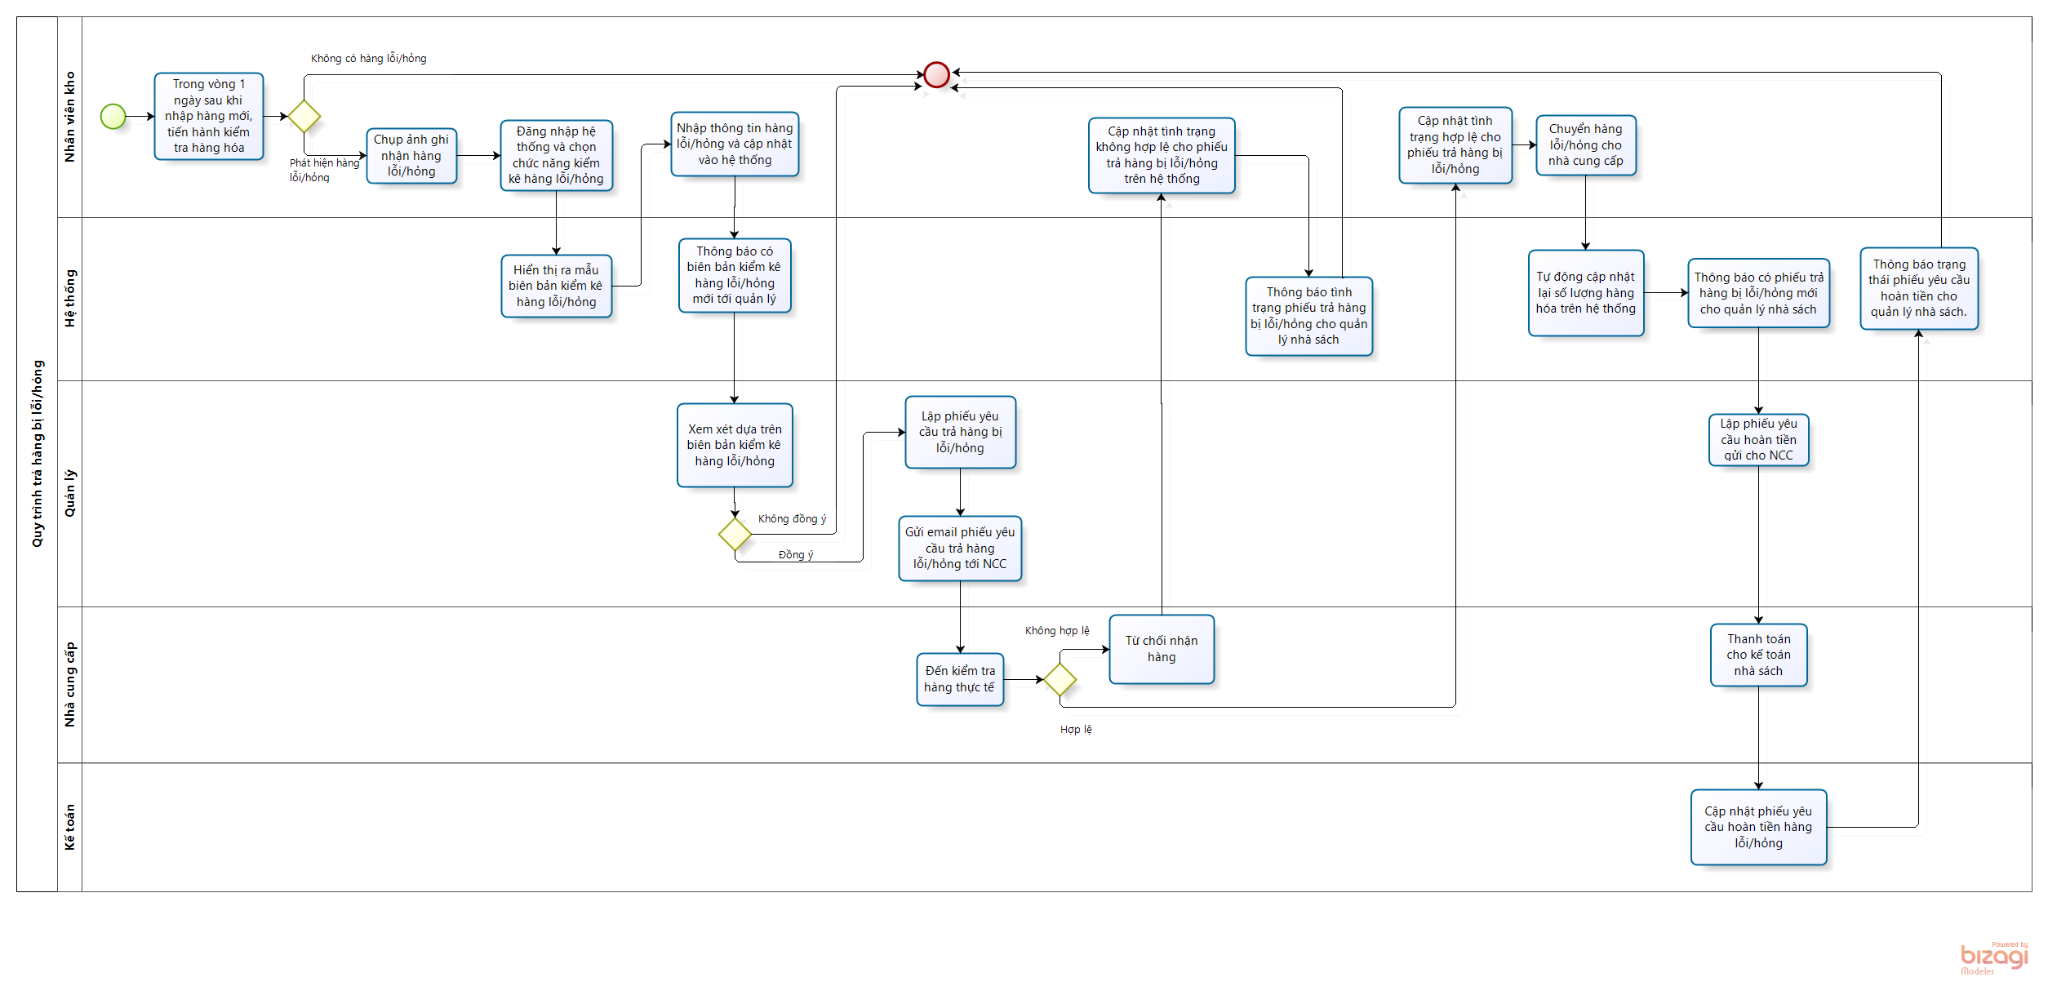 Quy trình trả hàng bị lỗi/hỏng
Nhân viên kho
Trong vòng 1
ngày sau khi
nhập hàng mới,
tiến hành kiểm
tra hàng hóa
Không có hàng lỗi/hỏng
Phát hiện hàng
lỗi/hỏng
Chụp ảnh ghi
nhận hàng
lỗi/hỏng
Đăng nhập hệ
thống và chọn
chức năng kiểm
kê hàng lỗi/hỏng
Nhập thông tin hàng
lỗi/hỏng và cập nhật
vào hệ thống
Cập nhật tình trạng
không hợp lệ cho phiếu
trả hàng bị lỗi/hỏng
trên hệ thống
Cập nhật tình
trạng hợp lệ cho
phiếu trả hàng bị
lỗi/hỏng
Chuyển hàng
lỗi/hỏng cho
nhà cung cấp
Hệ thống
Hiển thị ra mẫu
biên bản kiểm kê
hàng lỗi/hỏng
Thông báo có
biên bản kiểm kê
hàng lỗi/hỏng
mới tới quản lý
Thông báo tình
trạng phiếu trả hàng
bị lỗi/hỏng cho quản
lý nhà sách
Tự động cập nhật
lại số lượng hàng
hóa trên hệ thống
Thông báo có phiếu trả
hàng bị lỗi/hỏng mới
cho quản lý nhà sách
Thông báo trạng
thái phiếu yêu cầu
hoàn tiền cho
quản lý nhà sách.
Quản lý
Xem xét dựa trên
biên bản kiểm kê
hàng lỗi/hỏng
Không đồng ý
Đồng ý
Lập phiếu yêu
cầu trả hàng bị
lỗi/hỏng
Gửi email phiếu yêu
cầu trả hàng
lỗi/hỏng tới NCC
Lập phiếu yêu
cầu hoàn tiền
gửi cho NCC
Nhà cung cấp
Đến kiểm tra
hàng thực tế
Không hợp lệ
Hợp lệ
Từ chối nhận
hàng
Thanh toán
cho kế toán
nhà sách
Kế toán
Cập nhật phiếu yêu
cầu hoàn tiền hàng
lỗi/hỏng
Powered by
bizagi
Modeler